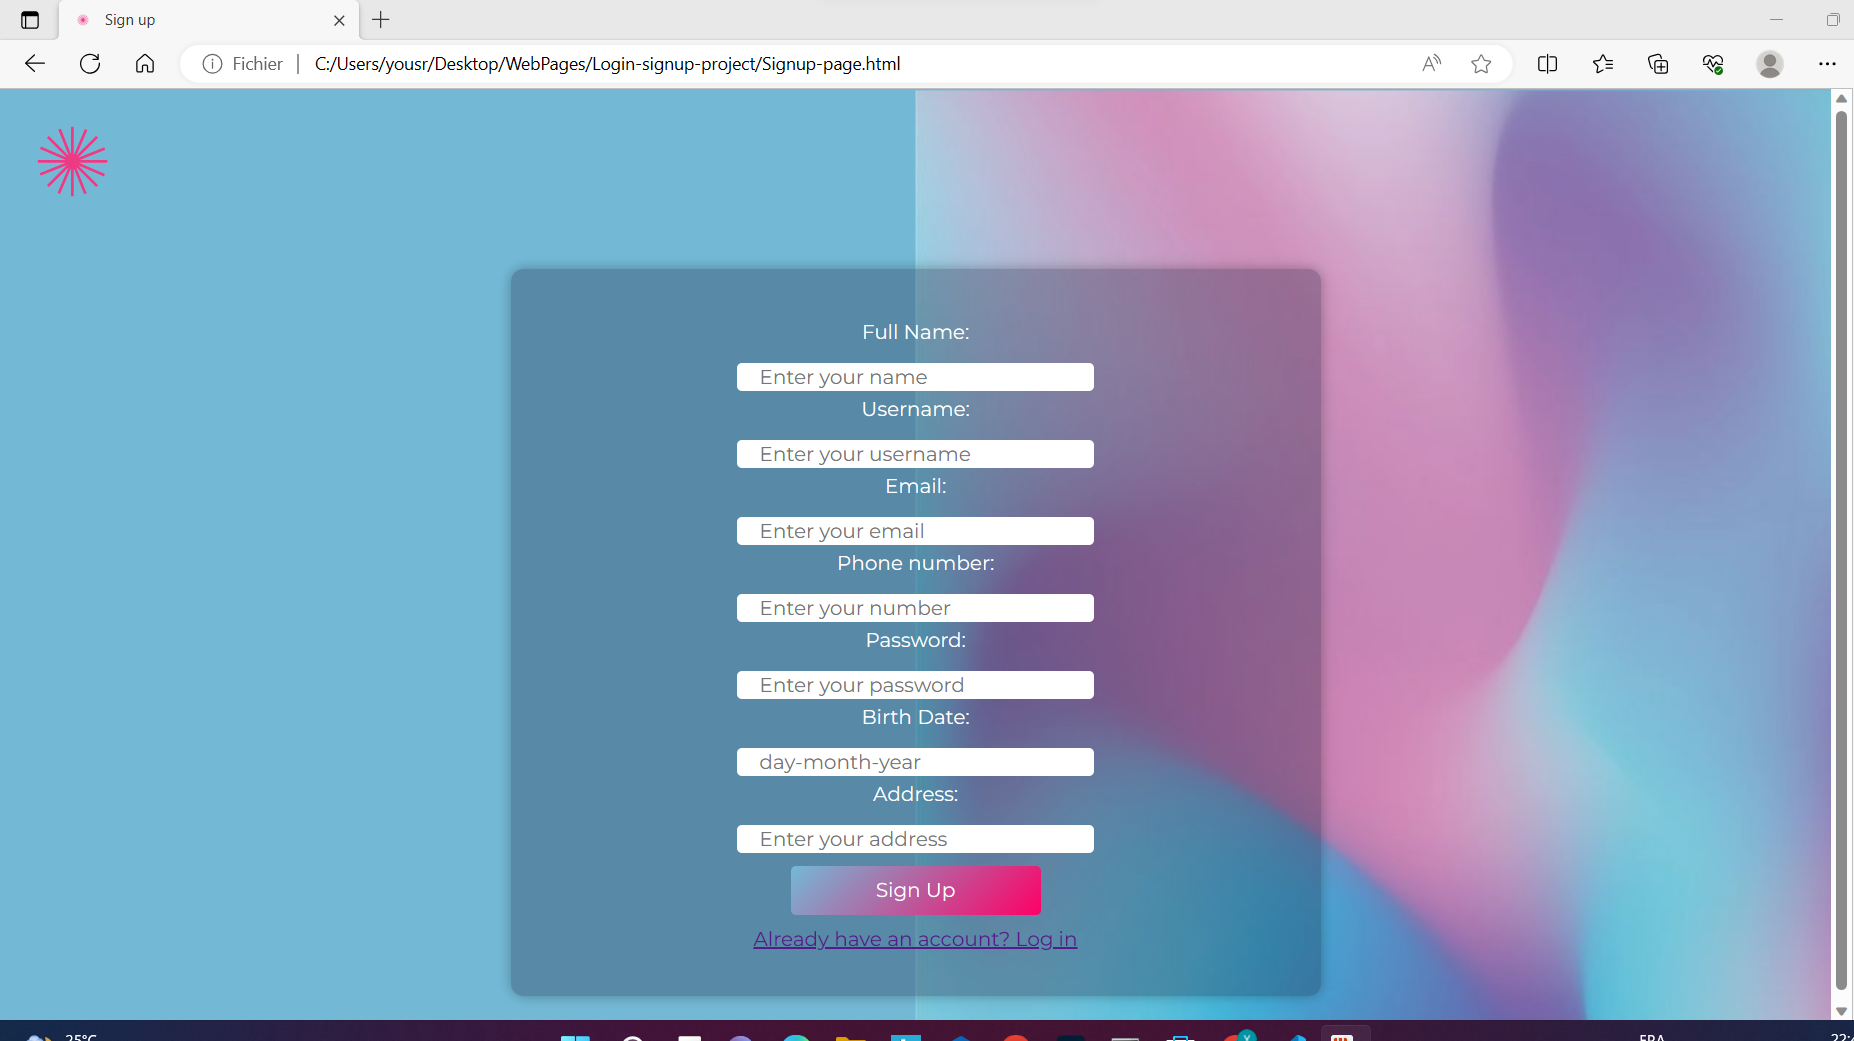 Sign up
Fichier
C:/Users/yousr/Desktop/WebPages/Login-signup-project/Signup-page.html
Full Name:
Enter your name
Username:
Enter your username
Email:
Enter your email
Phone number:
Enter your number
Password:
Enter your password
Birth Date:
day-month-year
Address:
Enter your address
Sign Up
Already have an account? Log in
25°C
FRA